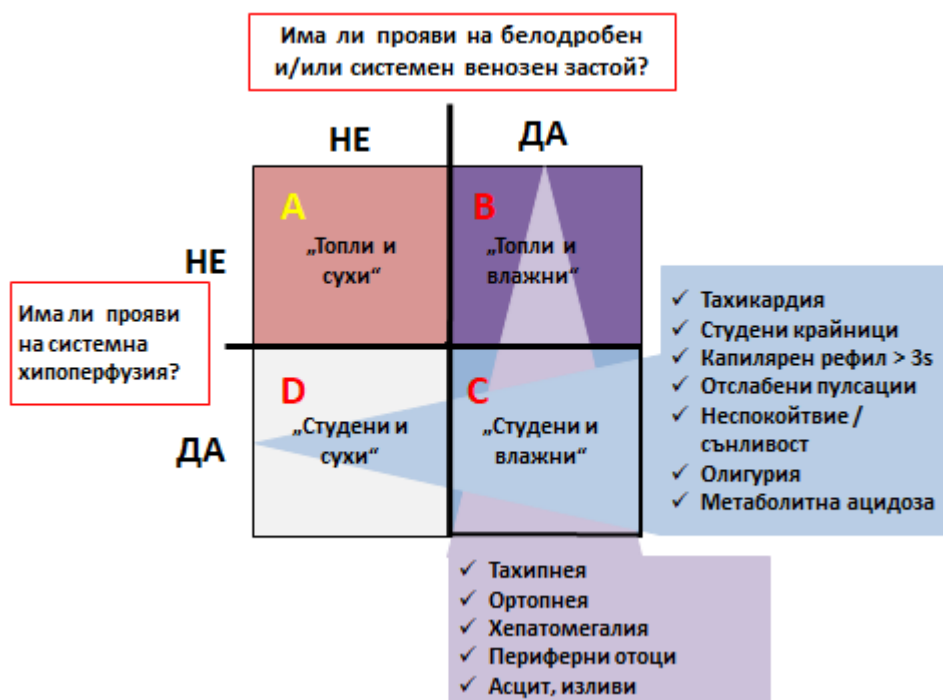 Има ли прояви на белодробен
и/или системен венозен застой?
НЕ
ДА
A
„Топли и
сухи“
B
„Топли и
влажни“
НЕ
Има ли прояви
на системна
хипоперфузия?
ДА
D
„Студени и
сухи“
C
„Студени и
влажни“
✓ Тахикардия
✓ Студени крайници
✓ Капилярен рефил > 3s
✓ Отслабени пулсации
✓ Неспокойтвие /
сънливост
✓ Олигурия
✓ Метаболитна ацидоза
✓ Тахипнея
✓ Ортопнея
✓ Хепатомегалия
✓ Периферни отоци
✓ Асцит, изливи